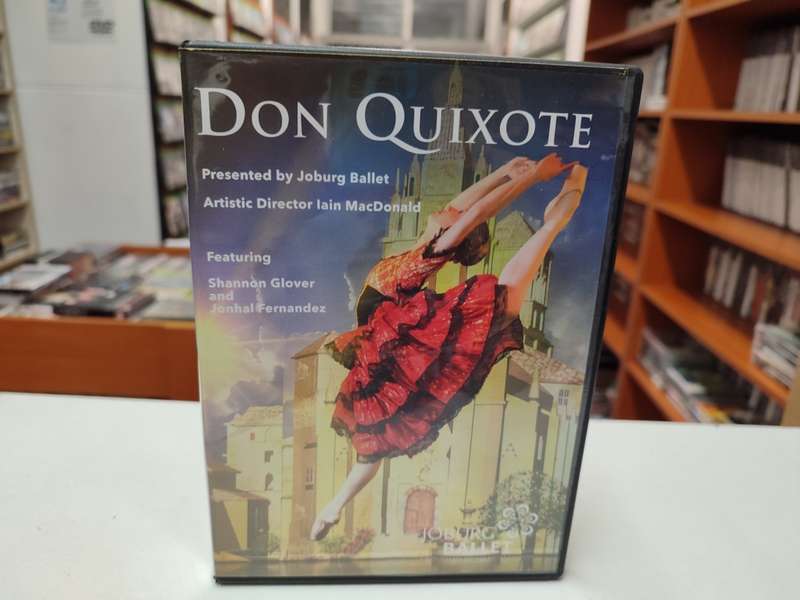 DON QUIXOTE
Presented by Joburg Ballet
Artistic Director Iain MacDonald
Featuring
Shannon Glover
and
Jonhal Fernandez
JOBURG
BALLET